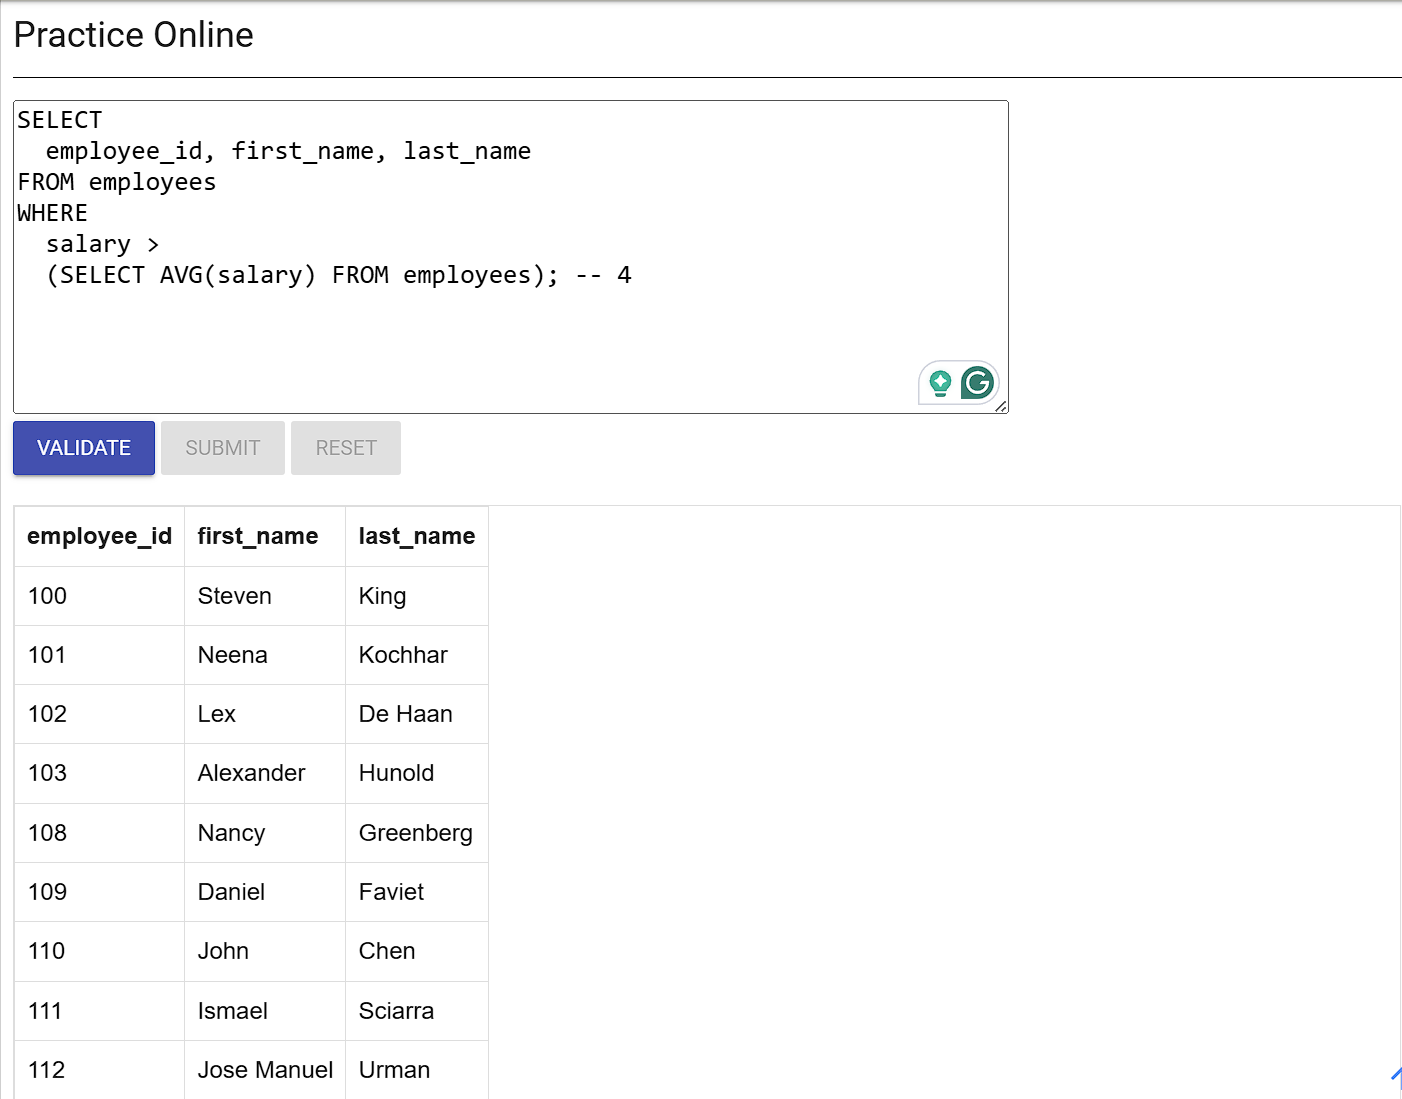 Practice Online
SELECT
  employee_id, first_name, last_name
FROM employees
WHERE
  salary >
  (SELECT AVG(salary) FROM employees); -- 4
G
VALIDATE SUBMIT RESET
employee_id first_name last_name
100 Steven King
101 Neena Kochhar
102 Lex De Haan
103 Alexander Hunold
108 Nancy Greenberg
109 Daniel Faviet
110 John Chen
111 Ismael Sciarra
112 Jose Manuel Urman